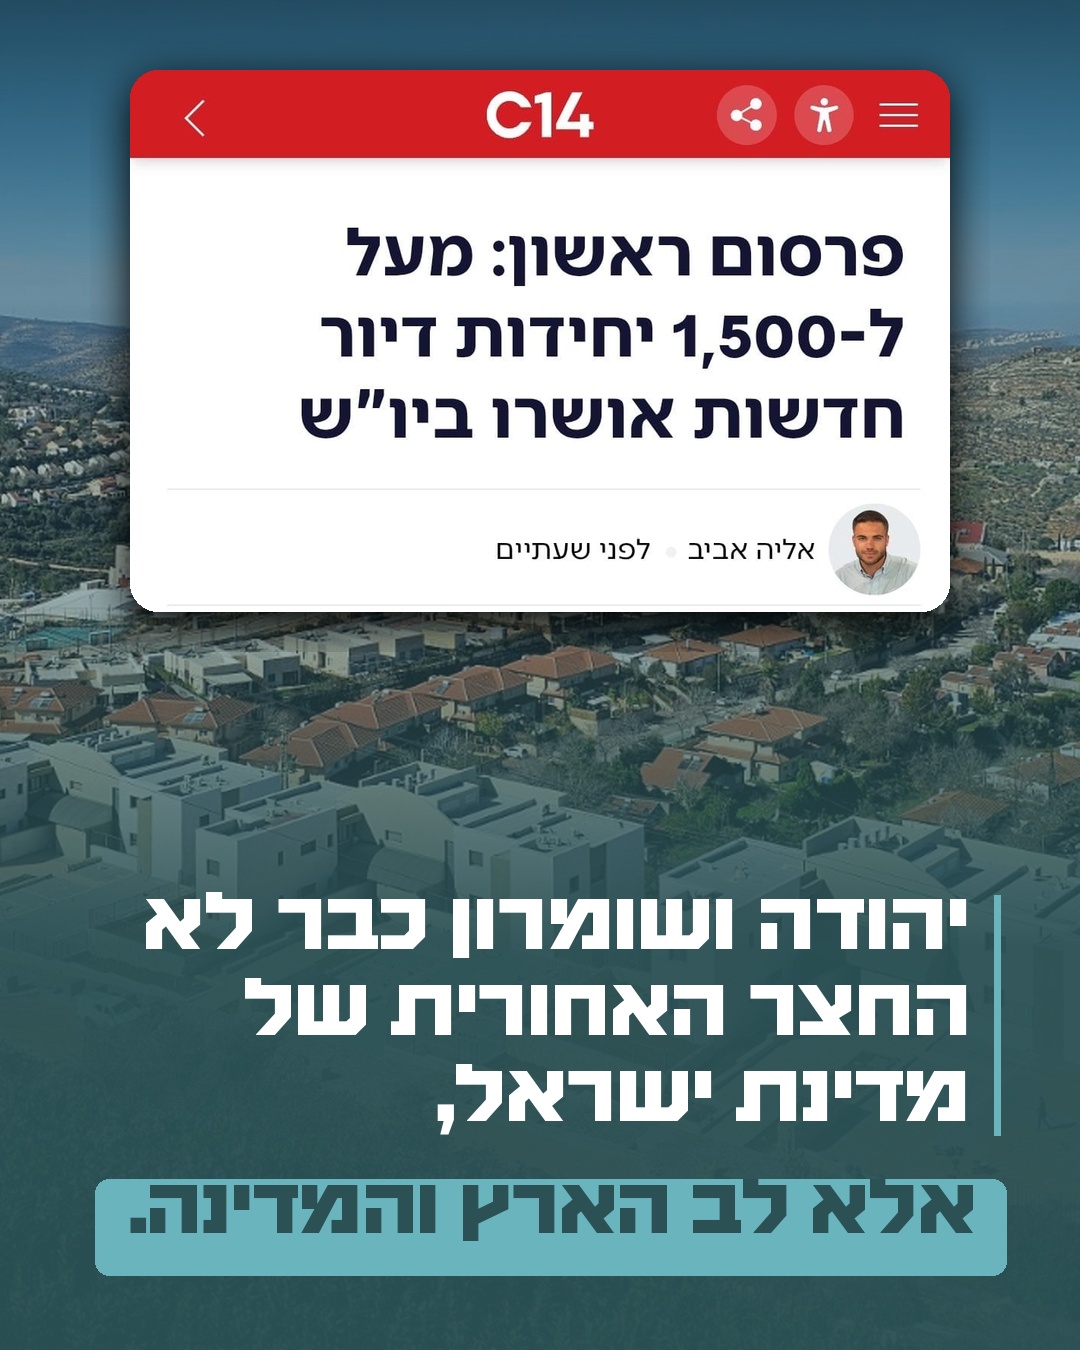 C14
פרסום ראשון: מעל
ל-1,500 יחידות דיור
חדשות אושרו ביו"ש
אליה אביב • לפני שעתיים
יהודה ושומרון כבר לא
החצר האחורית של
מדינת ישראל,
אלא לב הארץ והמדינה.